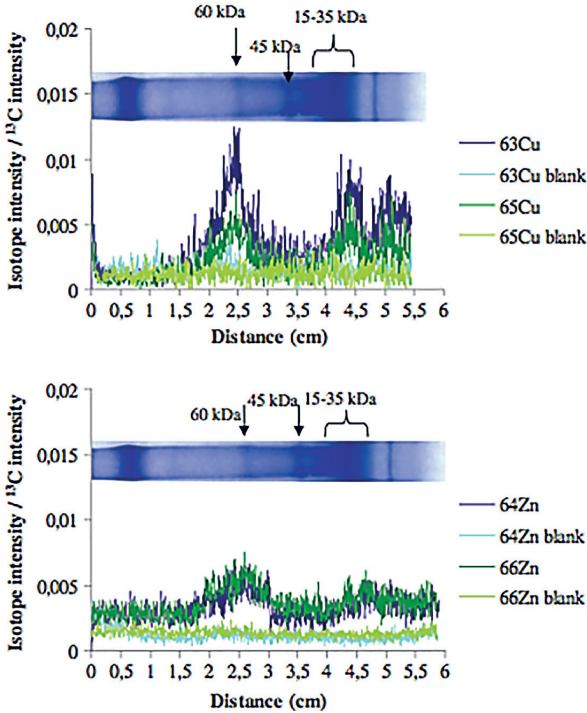 60 kDa
15-35 kDa
45 kDa
0,02
0,015
0,01
0,005
0
Isotope intensity / ¹³C intensity
0 0,5 1 1,5 2 2,5 3 3,5 4 4,5 5 5,5 6
Distance (cm)
63Cu
63Cu blank
65Cu
65Cu blank
60 kDa
45 kDa
15-35 kDa
0,02
0,015
0,01
0,005
0
Isotope intensity / ¹³C intensity
0 0,5 1 1,5 2 2,5 3 3,5 4 4,5 5 5,5 6
Distance (cm)
64Zn
64Zn blank
66Zn
66Zn blank